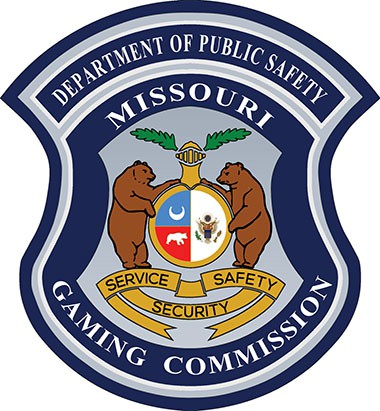 DEPARTMENT OF PUBLIC SAFETY
MISSOURI
SERVICE SAFETY
SECURITY
GAMING COMMISSION